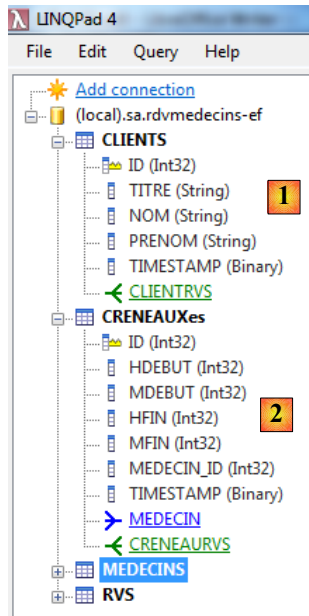 LINQPad 4
File Edit Query Help
Add connection
(local).sa.rdvmedecins-ef
CLIENTS
ID (Int32)
TITRE (String)
1
NOM (String)
PRENOM (String)
TIMESTAMP (Binary)
CLIENTRVS
CRENEAUXes
ID (Int32)
HDEBUT (Int32)
MDEBUT (Int32)
HFIN (Int32)
2
MFIN (Int32)
MEDECIN_ID (Int32)
TIMESTAMP (Binary)
MEDECIN
CRENEAURVS
MEDECINS
RVS